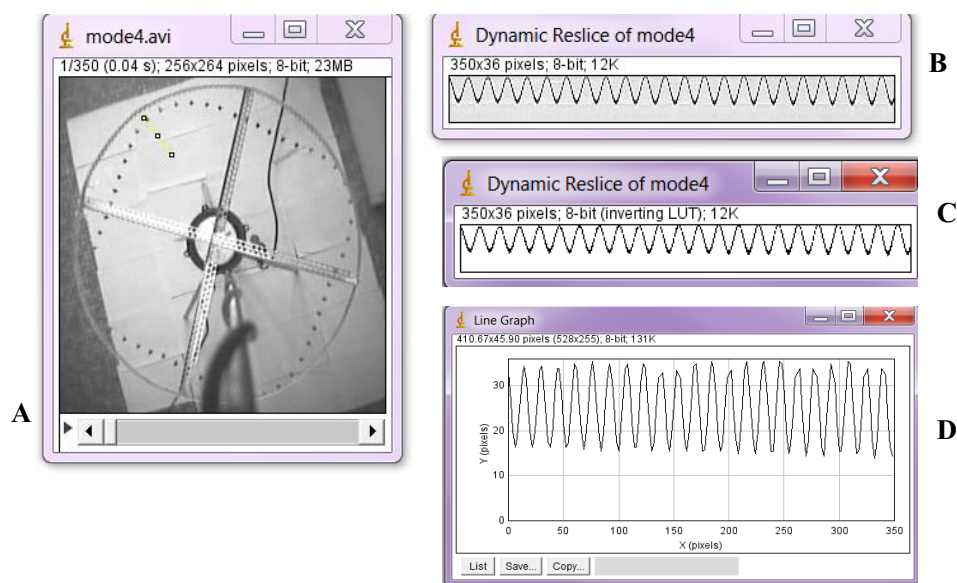 mode4.avi
1/350 (0.04 s); 256x264 pixels; 8-bit; 23MB
A
Dynamic Reslice of mode4
350x36 pixels; 8-bit; 12K
B
Dynamic Reslice of mode4
350x36 pixels; 8-bit (inverting LUT); 12K
C
Line Graph
410.67x45.90 pixels (528x255); 8-bit; 131K
30
20
10
0
Y (pixels)
0 50 100 150 200 250 300 350
X (pixels)
List Save... Copy...
D